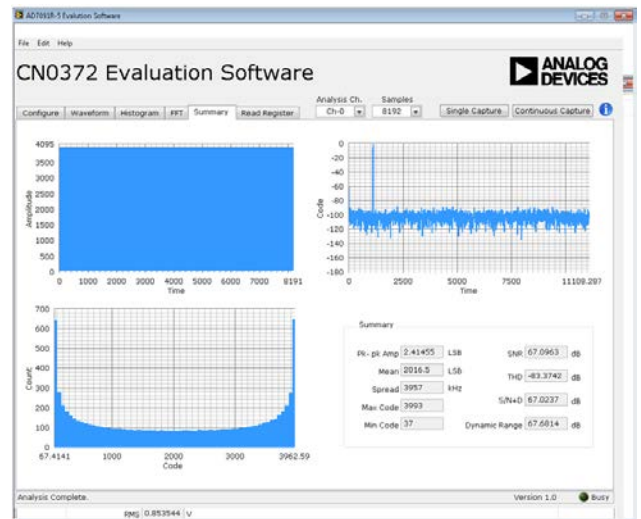 AD7091R-5 Evalution Software
File Edit Help
CN0372 Evaluation Software
ANALOG
DEVICES
Analysis Ch. Samples
Configure Waveform Histogram FFT Summary Read Register Ch-0 8192 Single Capture Continuous Capture
4095
3500
3000
2500
2000
1500
1000
500
0
Amplitude
0 1000 2000 3000 4000 5000 6000 7000 8191
Time
0
-20
-40
-60
-80
-100
-120
-140
-160
-180
Code
0 2500 5000 7500 11109.297
Time
700
600
500
400
300
200
100
0
Count
67.4141 1000 2000 3000 3962.59
Code
Summary
Pk- pk Amp 2.41455 LSB SNR 67.0963 dB
Mean 2016.5 LSB THD -83.3742 dB
Spread 3957 kHz S/N+D 67.0237 dB
Max Code 3993
Min Code 37 Dynamic Range 67.6814 dB
Analysis Complete. Version 1.0 Busy
RMS 0.853544 V